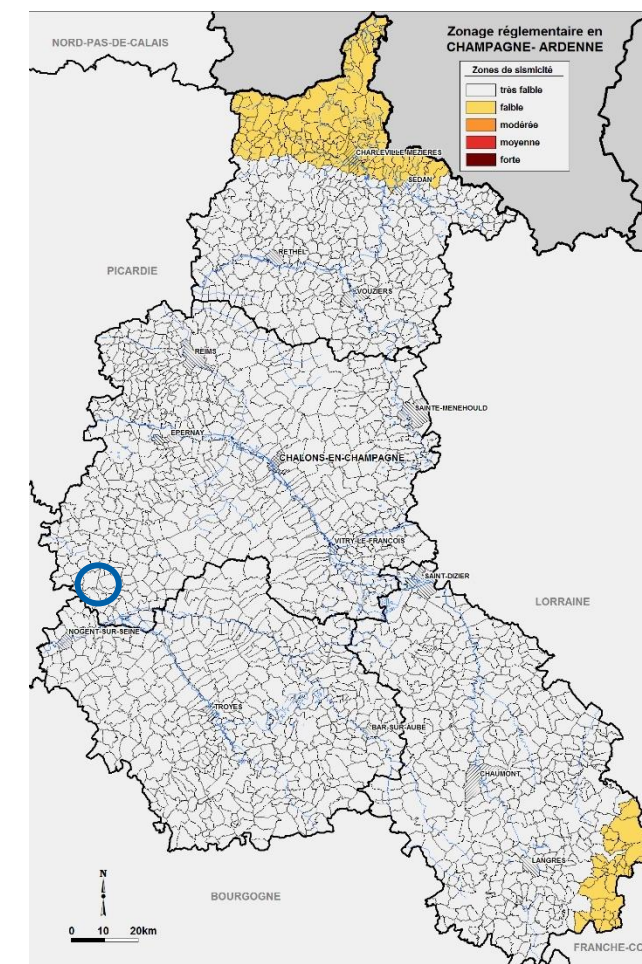 NORD-PAS-DE-CALAIS
Zonage réglementaire en
CHAMPAGNE- ARDENNE
Zones de sismicité
très faible
faible
modérée
moyenne
forte
CHARLEVILLE-MEZIERES
SEDAN
RETHEL
PICARDIE
VOUZIERS
REIMS
SAINTE-MENEHOULD
EPERNAY
CHALONS-EN-CHAMPAGNE
VITRY-LE-FRANCOIS
SAINT-DIZIER
LORRAINE
NOGENT-SUR-SEINE
TROYES
BAR-SUR-AUBE
CHAUMONT
LANGRES
N
BOURGOGNE
0 10 20km
FRANCHE-CO